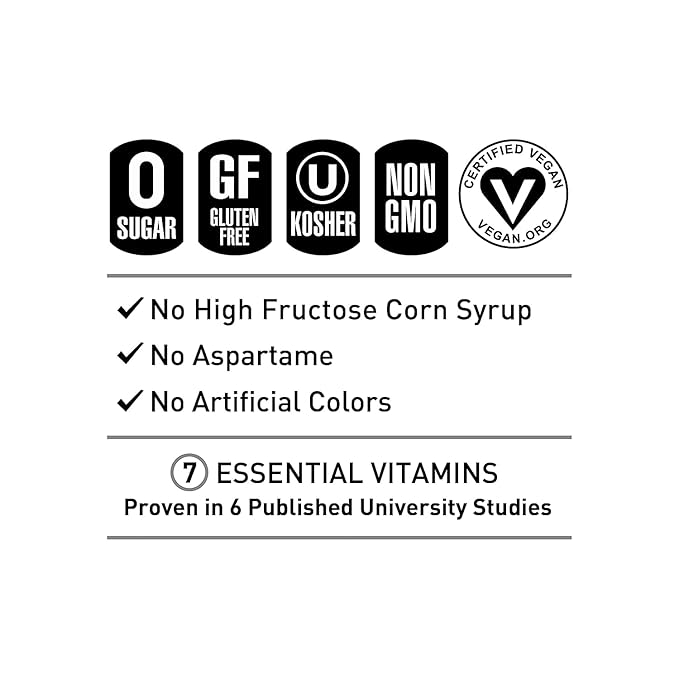 0
SUGAR
GF
GLUTEN
FREE
U
KOSHER
NON
GMO
CERTIFIED VEGAN
V
VEGAN.ORG
✓ No High Fructose Corn Syrup
✓ No Aspartame
✓ No Artificial Colors
7 ESSENTIAL VITAMINS
Proven in 6 Published University Studies